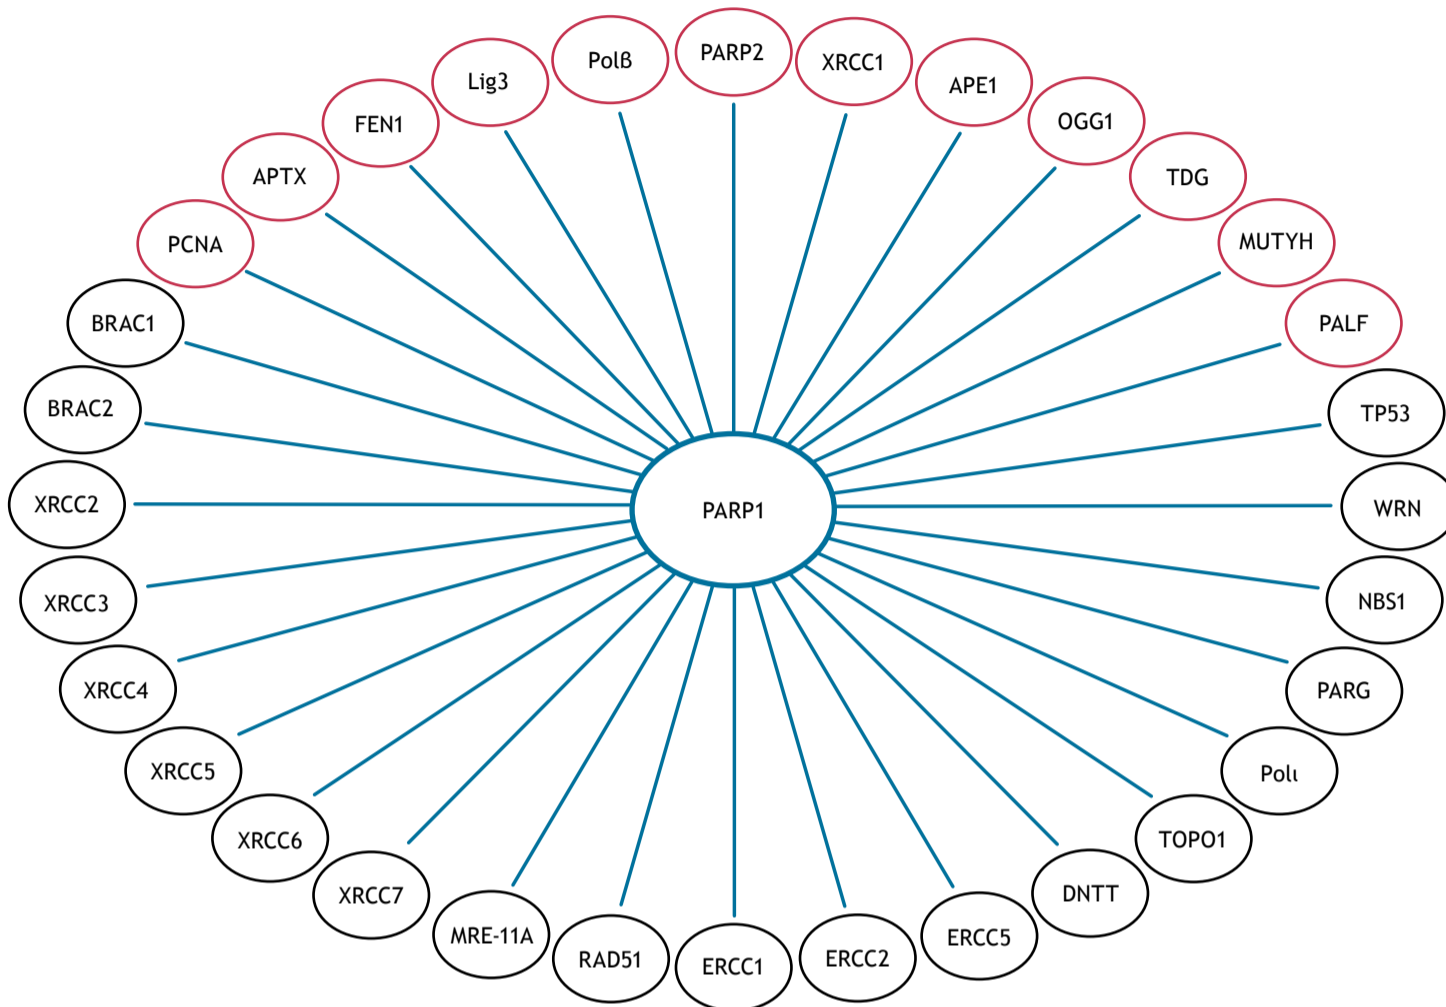 PARP2
Polß
XRCC1
Lig3
APE1
FEN1
OGG1
APTX
TDG
PCNA
MUTYH
BRAC1
PALF
BRAC2
TP53
XRCC2
PARP1
WRN
XRCC3
NBS1
XRCC4
PARG
XRCC5
Polι
XRCC6
TOPO1
XRCC7
DNTT
MRE-11A
ERCC5
RAD51
ERCC2
ERCC1